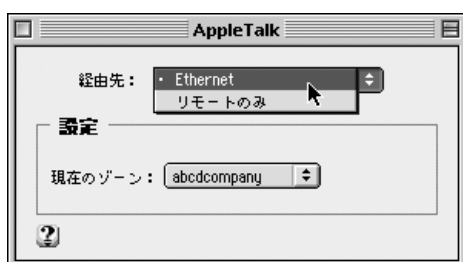 AppleTalk
経由先： • Ethernet
リモートのみ
設定
現在のゾーン： abcdcompany
?